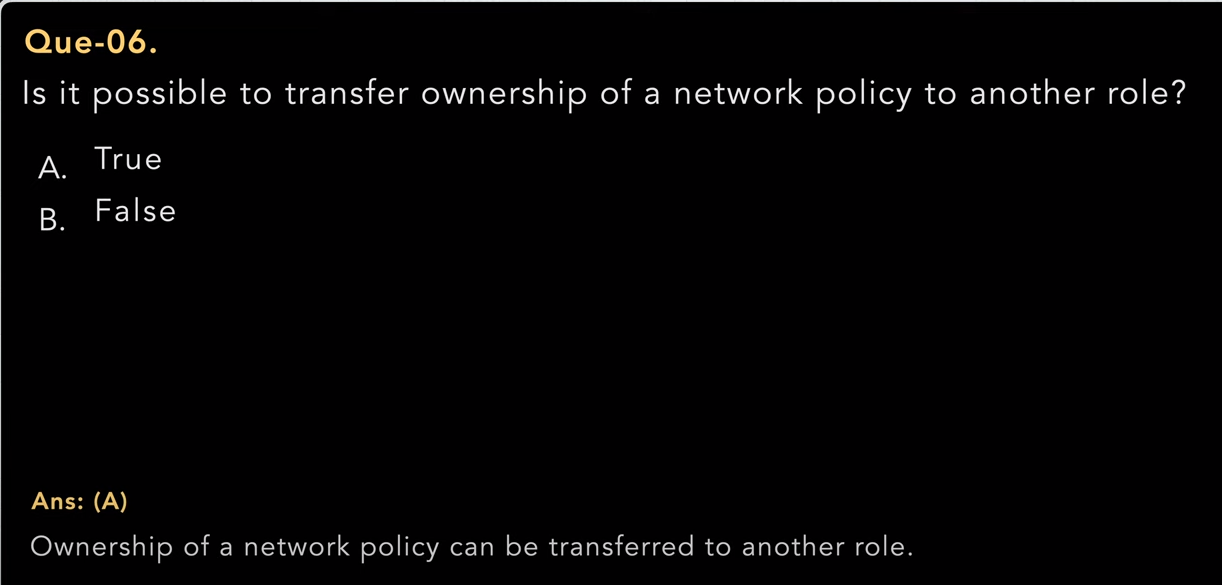 Que-06.
Is it possible to transfer ownership of a network policy to another role?
A. True
B. False
Ans: (A)
Ownership of a network policy can be transferred to another role.